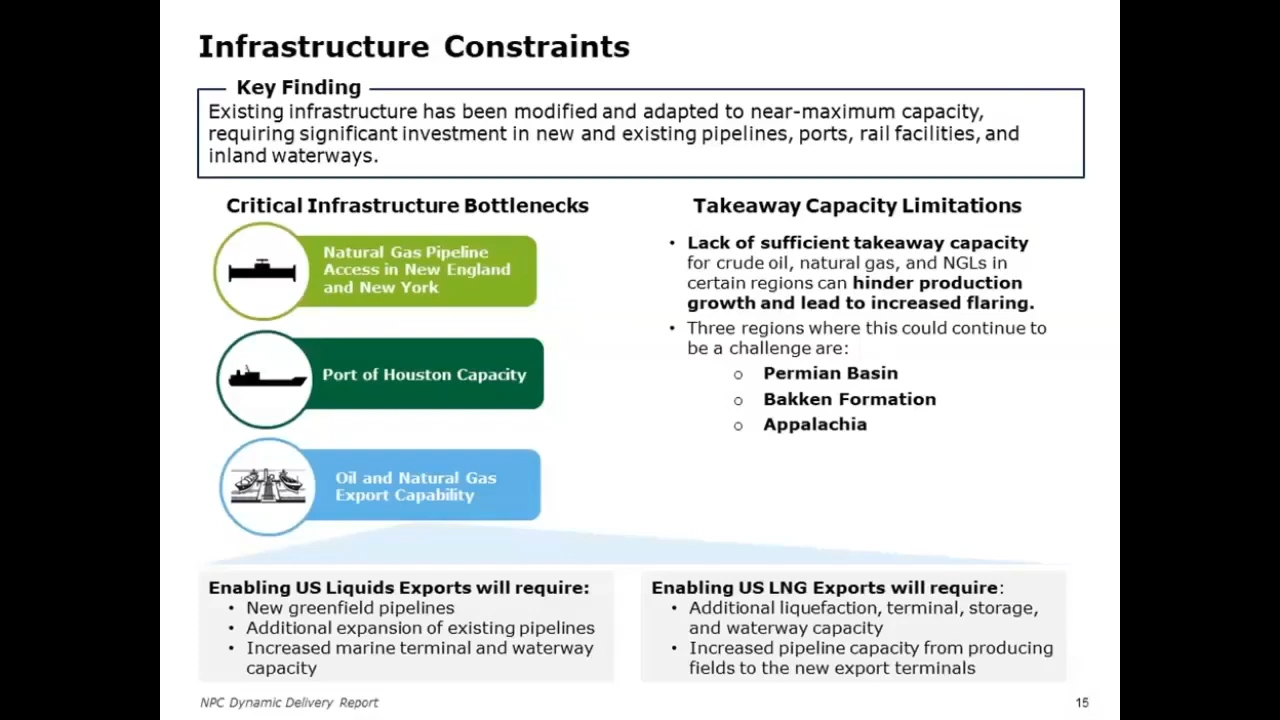 Infrastructure Constraints
Key Finding
Existing infrastructure has been modified and adapted to near-maximum capacity,
requiring significant investment in new and existing pipelines, ports, rail facilities, and
inland waterways.
Critical Infrastructure Bottlenecks
Natural Gas Pipeline
Access in New England
and New York
Port of Houston Capacity
Oil and Natural Gas
Export Capability
Takeaway Capacity Limitations
• Lack of sufficient takeaway capacity
for crude oil, natural gas, and NGLs in
certain regions can hinder production
growth and lead to increased flaring.
• Three regions where this could continue to
be a challenge are:
o Permian Basin
o Bakken Formation
o Appalachia
Enabling US Liquids Exports will require:
• New greenfield pipelines
• Additional expansion of existing pipelines
• Increased marine terminal and waterway
capacity
Enabling US LNG Exports will require:
• Additional liquefaction, terminal, storage,
and waterway capacity
• Increased pipeline capacity from producing
fields to the new export terminals
NPC Dynamic Delivery Report
15